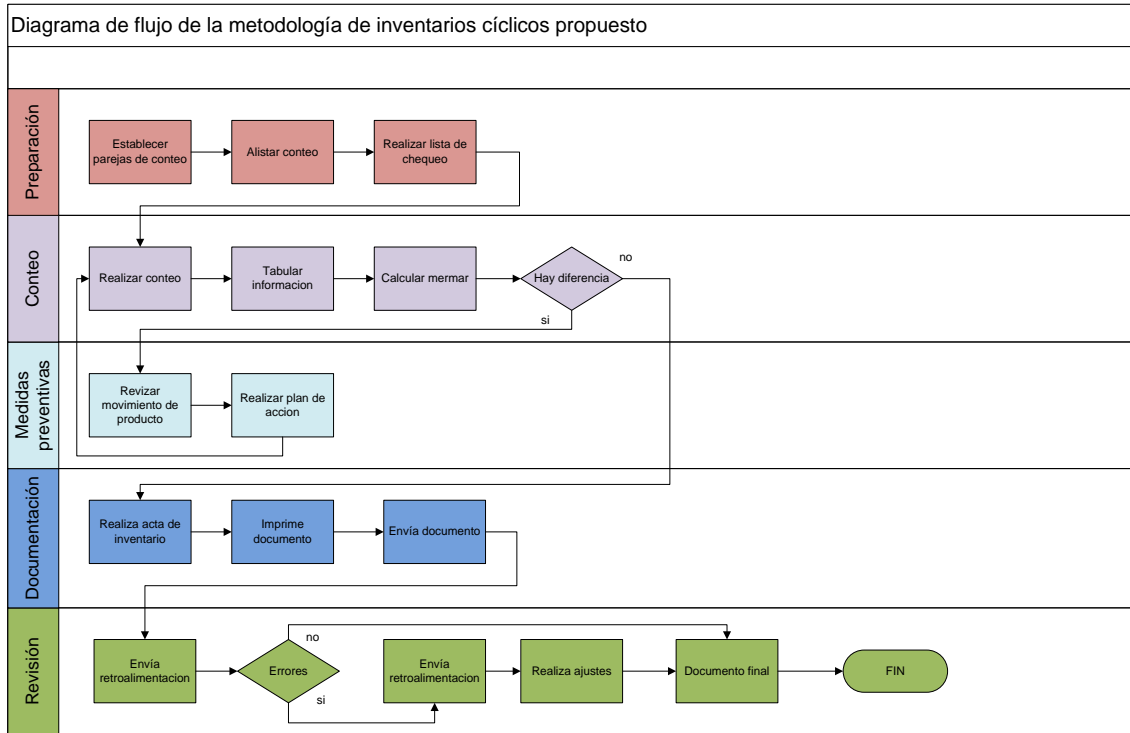 Diagrama de flujo de la metodología de inventarios cíclicos propuesto
Preparación
Establecer
parejas de conteo
Alistar conteo
Realizar lista de
chequeo
Conteo
Realizar conteo
Tabular
informacion
Calcular mermar
Hay diferencia
no
si
Medidas
preventivas
Revizar
movimiento de
producto
Realizar plan de
accion
Documentación
Realiza acta de
inventario
Imprime
documento
Envía documento
Revisión
Envía
retroalimentacion
Errores
no
si
Envía
retroalimentacion
Realiza ajustes
Documento final
FIN